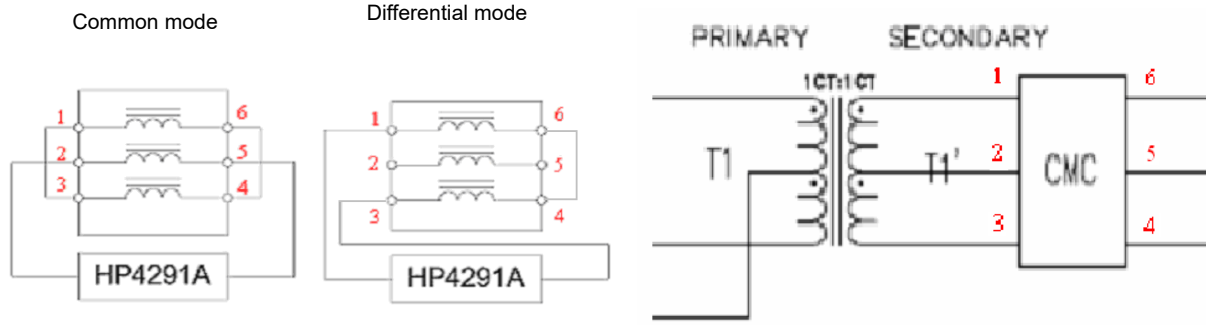 Common mode
1
6
2
5
3
4
HP4291A
Differential mode
1
6
2
5
3
4
HP4291A
PRIMARY SECONDARY
1CT:1CT
1
6
T1
T1'
2
CMC
5
3
4